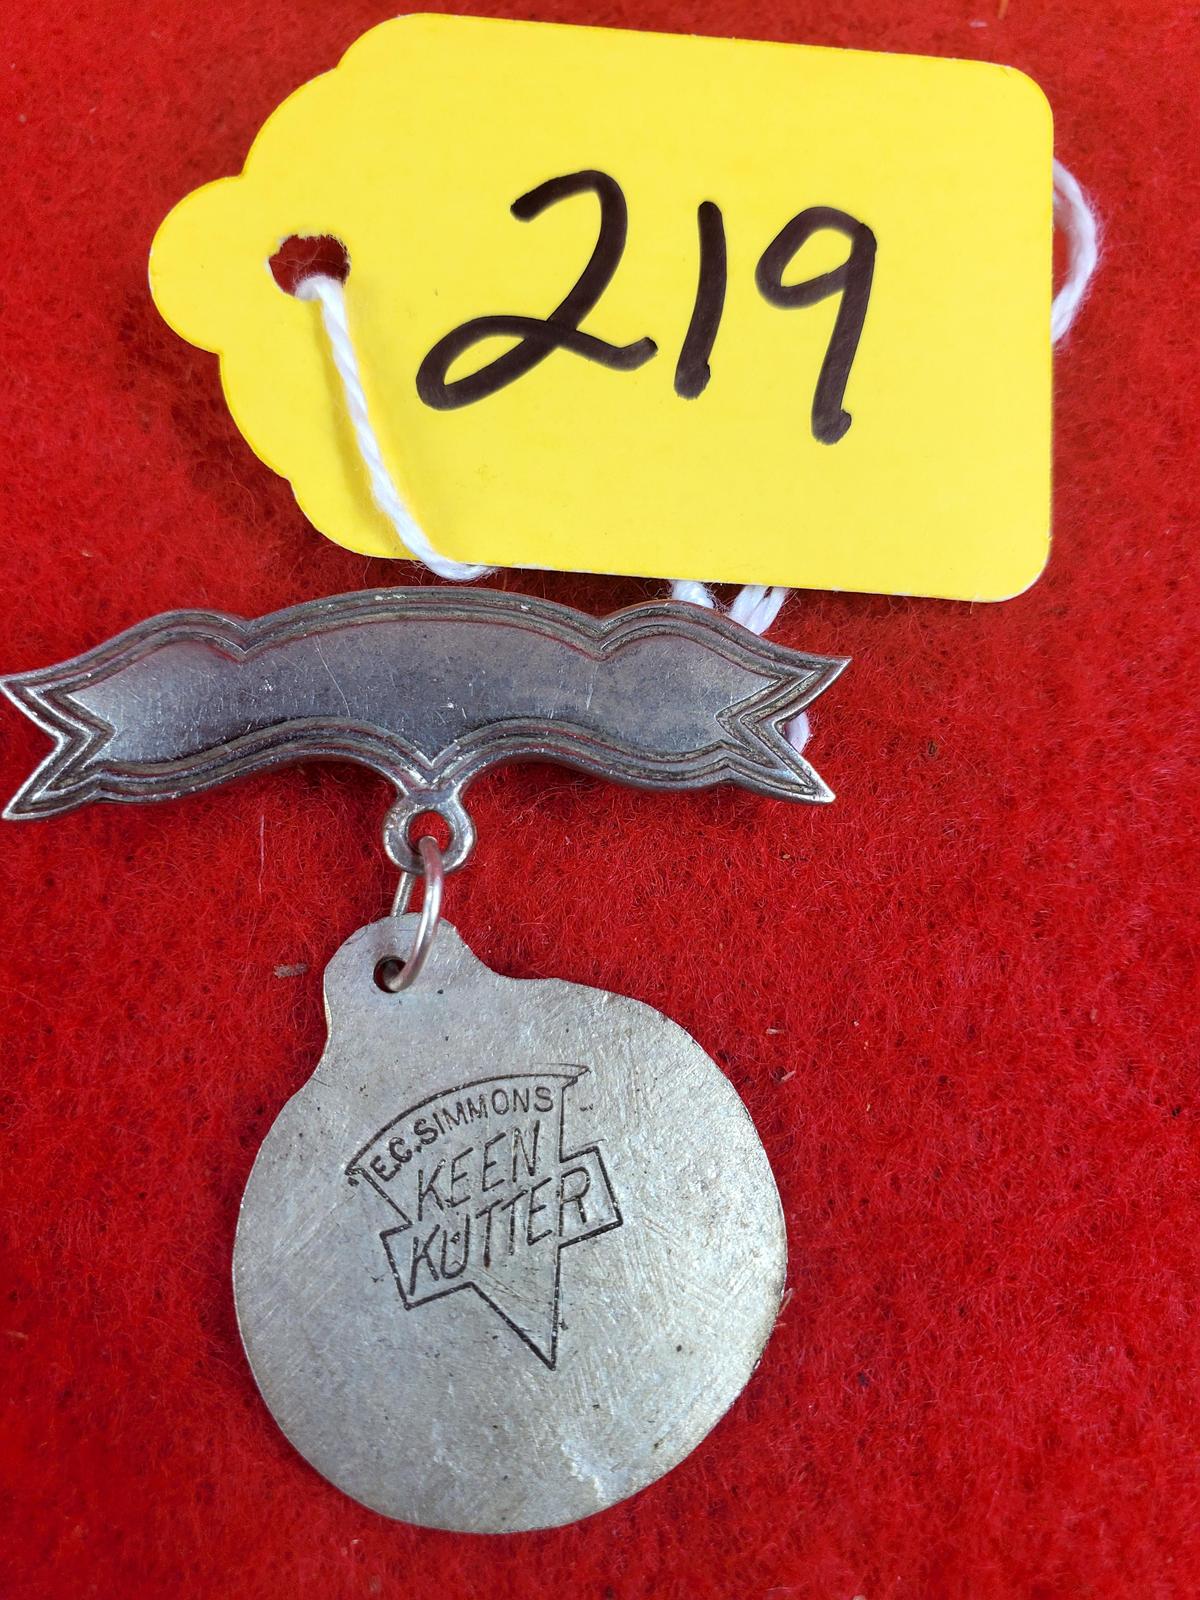 219
E.C. SIMMONS
KEEN
KUTTER